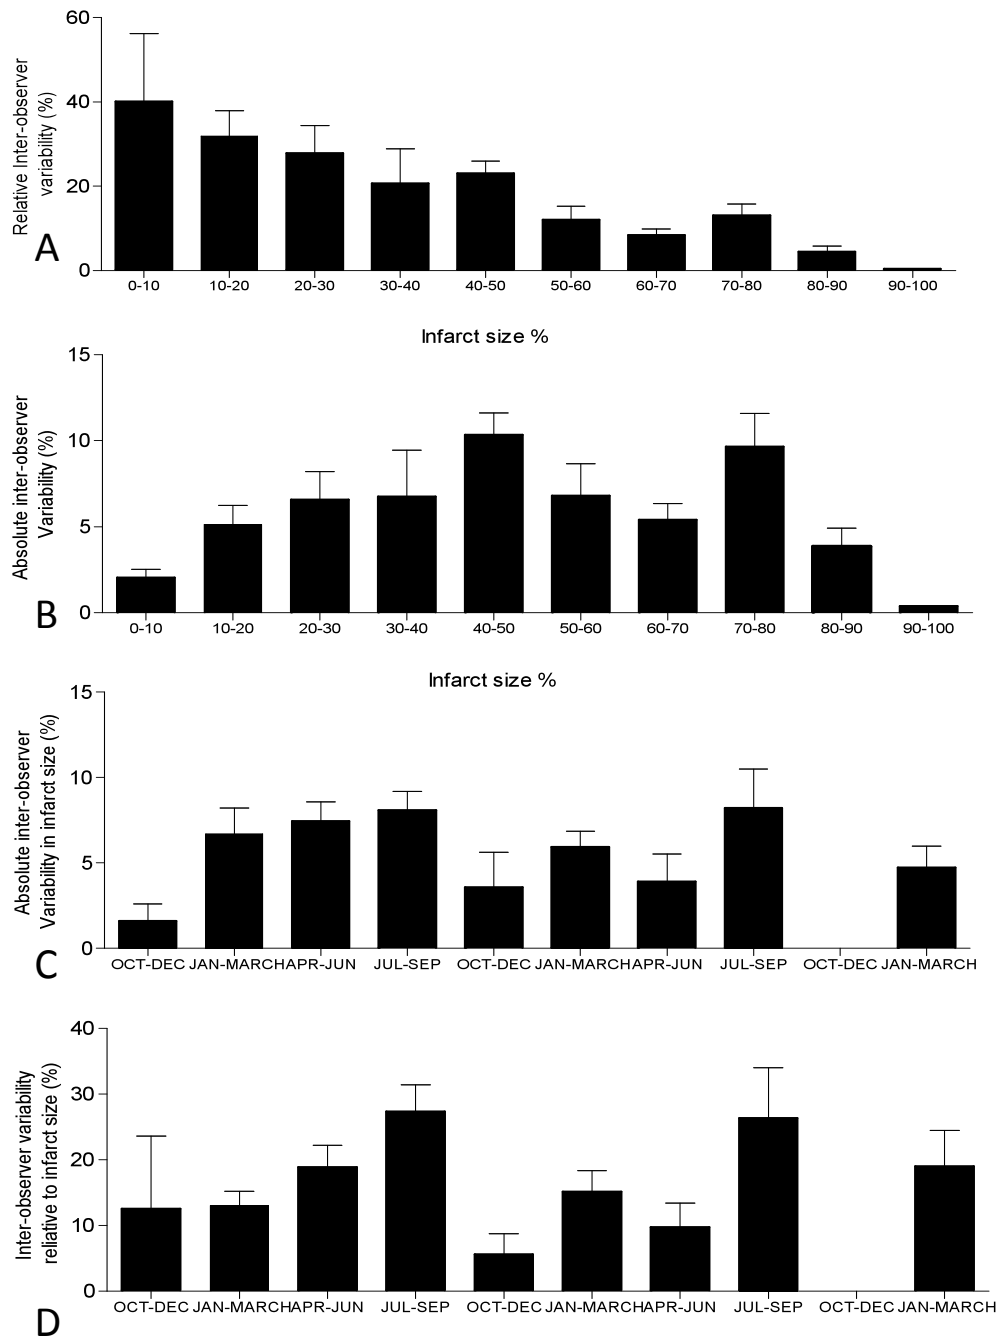 Relative Inter-observer
variability (%)
60
40
20
0
A
0-10 10-20 20-30 30-40 40-50 50-60 60-70 70-80 80-90 90-100
Infarct size %
Absolute inter-observer
Variability (%)
15
10
5
0
B
0-10 10-20 20-30 30-40 40-50 50-60 60-70 70-80 80-90 90-100
Infarct size %
Absolute inter-observer
Variability in infarct size (%)
15
10
5
0
C
OCT-DEC JAN-MARCH APR-JUN JUL-SEP OCT-DEC JAN-MARCH APR-JUN JUL-SEP OCT-DEC JAN-MARCH
Inter-observer variability
reliative to infarct size (%)
40
30
20
10
0
D
OCT-DEC JAN-MARCH APR-JUN JUL-SEP OCT-DEC JAN-MARCH APR-JUN JUL-SEP OCT-DEC JAN-MARCH